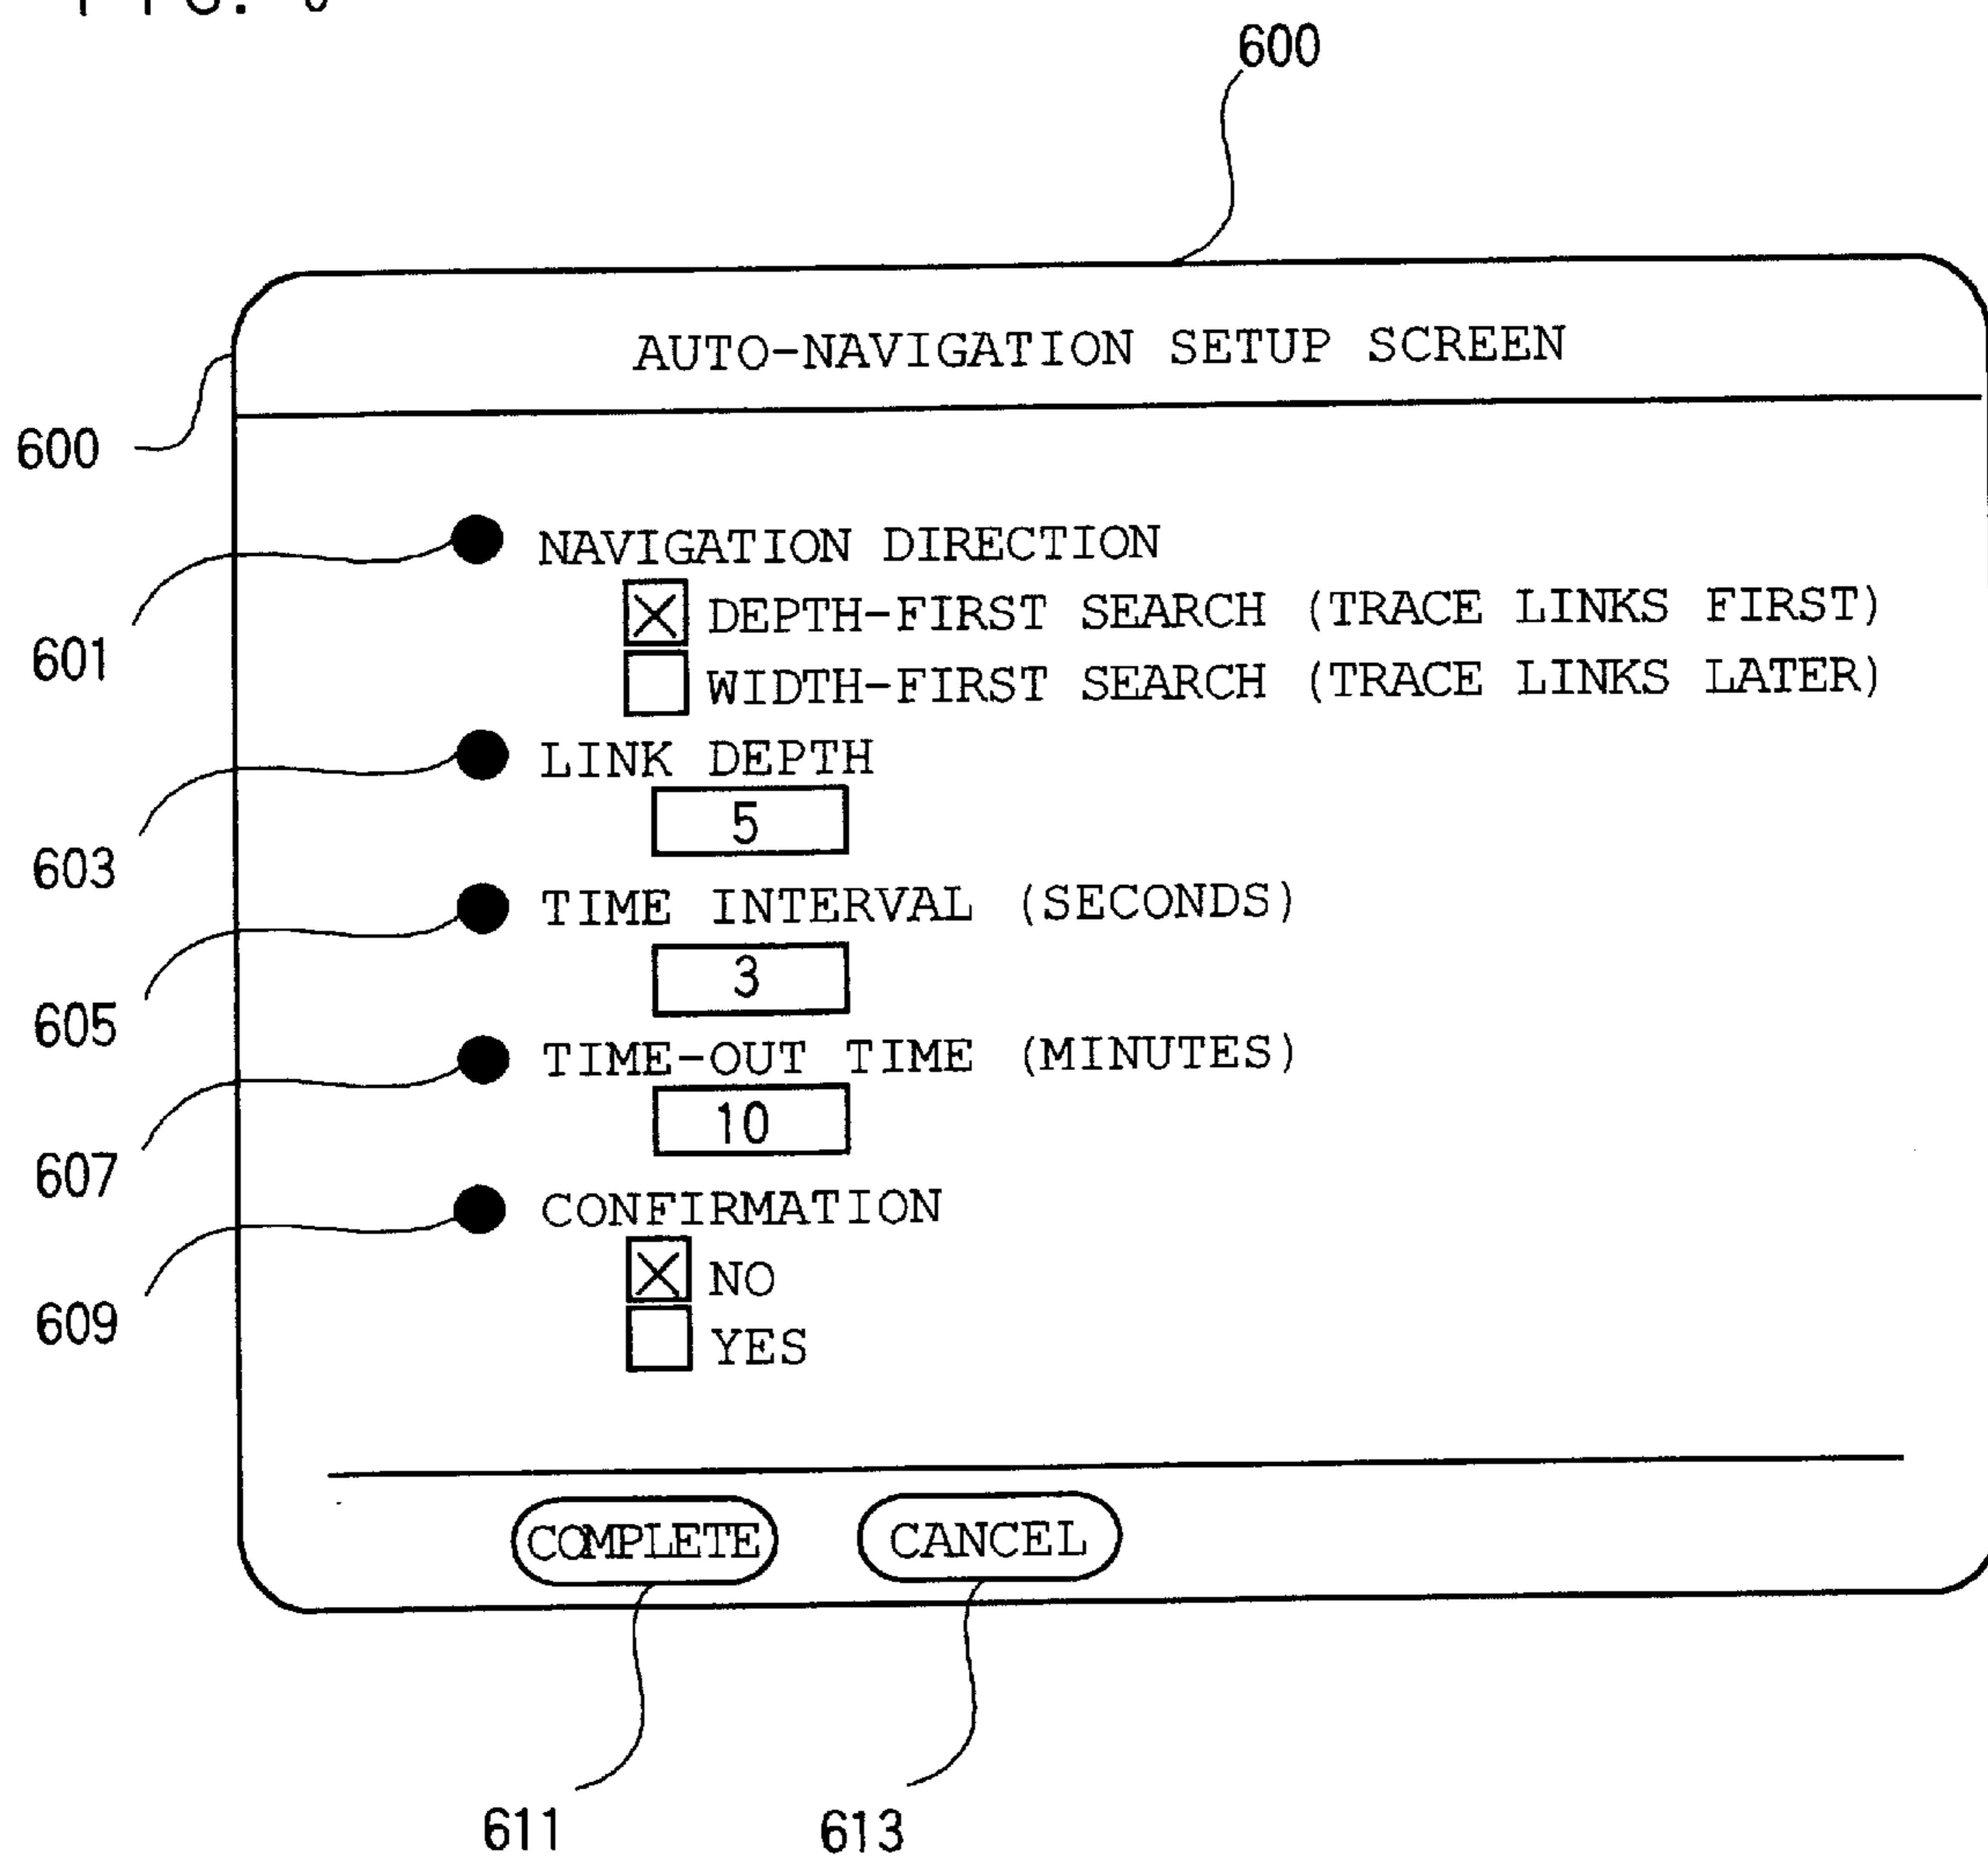 600
AUTO-NAVIGATION SETUP SCREEN
600
NAVIGATION DIRECTION
DEPTH-FIRST SEARCH (TRACE LINKS FIRST)
601
WIDTH-FIRST SEARCH (TRACE LINKS LATER)
LINK DEPTH
5
603
TIME INTERVAL (SECONDS)
3
605
TIME-OUT TIME (MINUTES)
10
607
CONFIRMATION
NO
609
YES
COMPLETE CANCEL
611 613